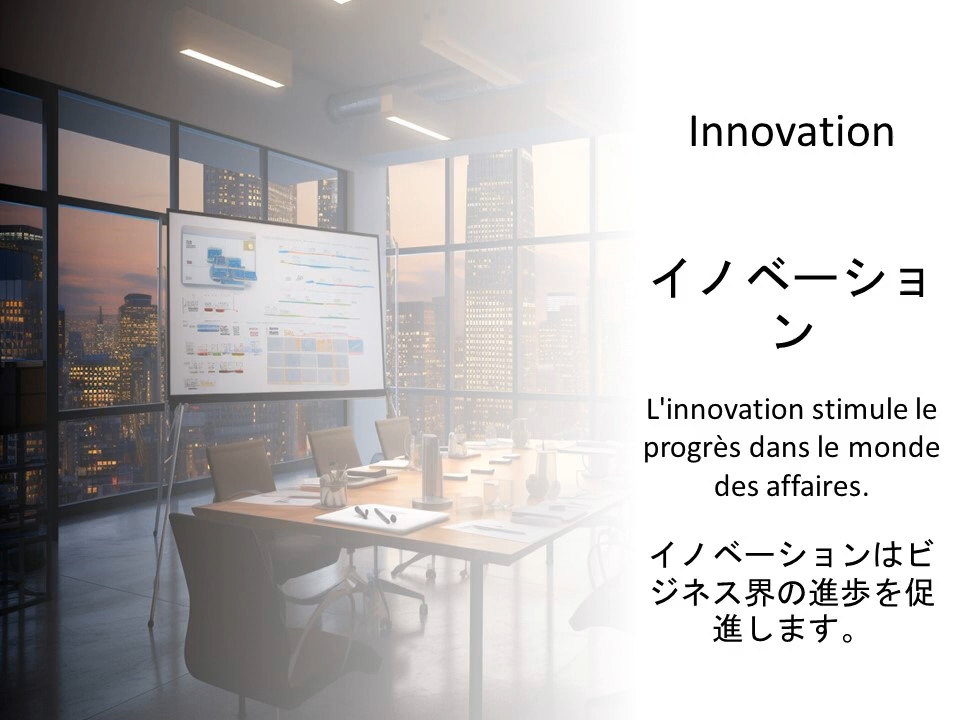 Innovation
イノベーショ
ン
L'innovation stimule le
progrès dans le monde
des affaires.
イノベーションはビ
ジネス界の進歩を促
進します。